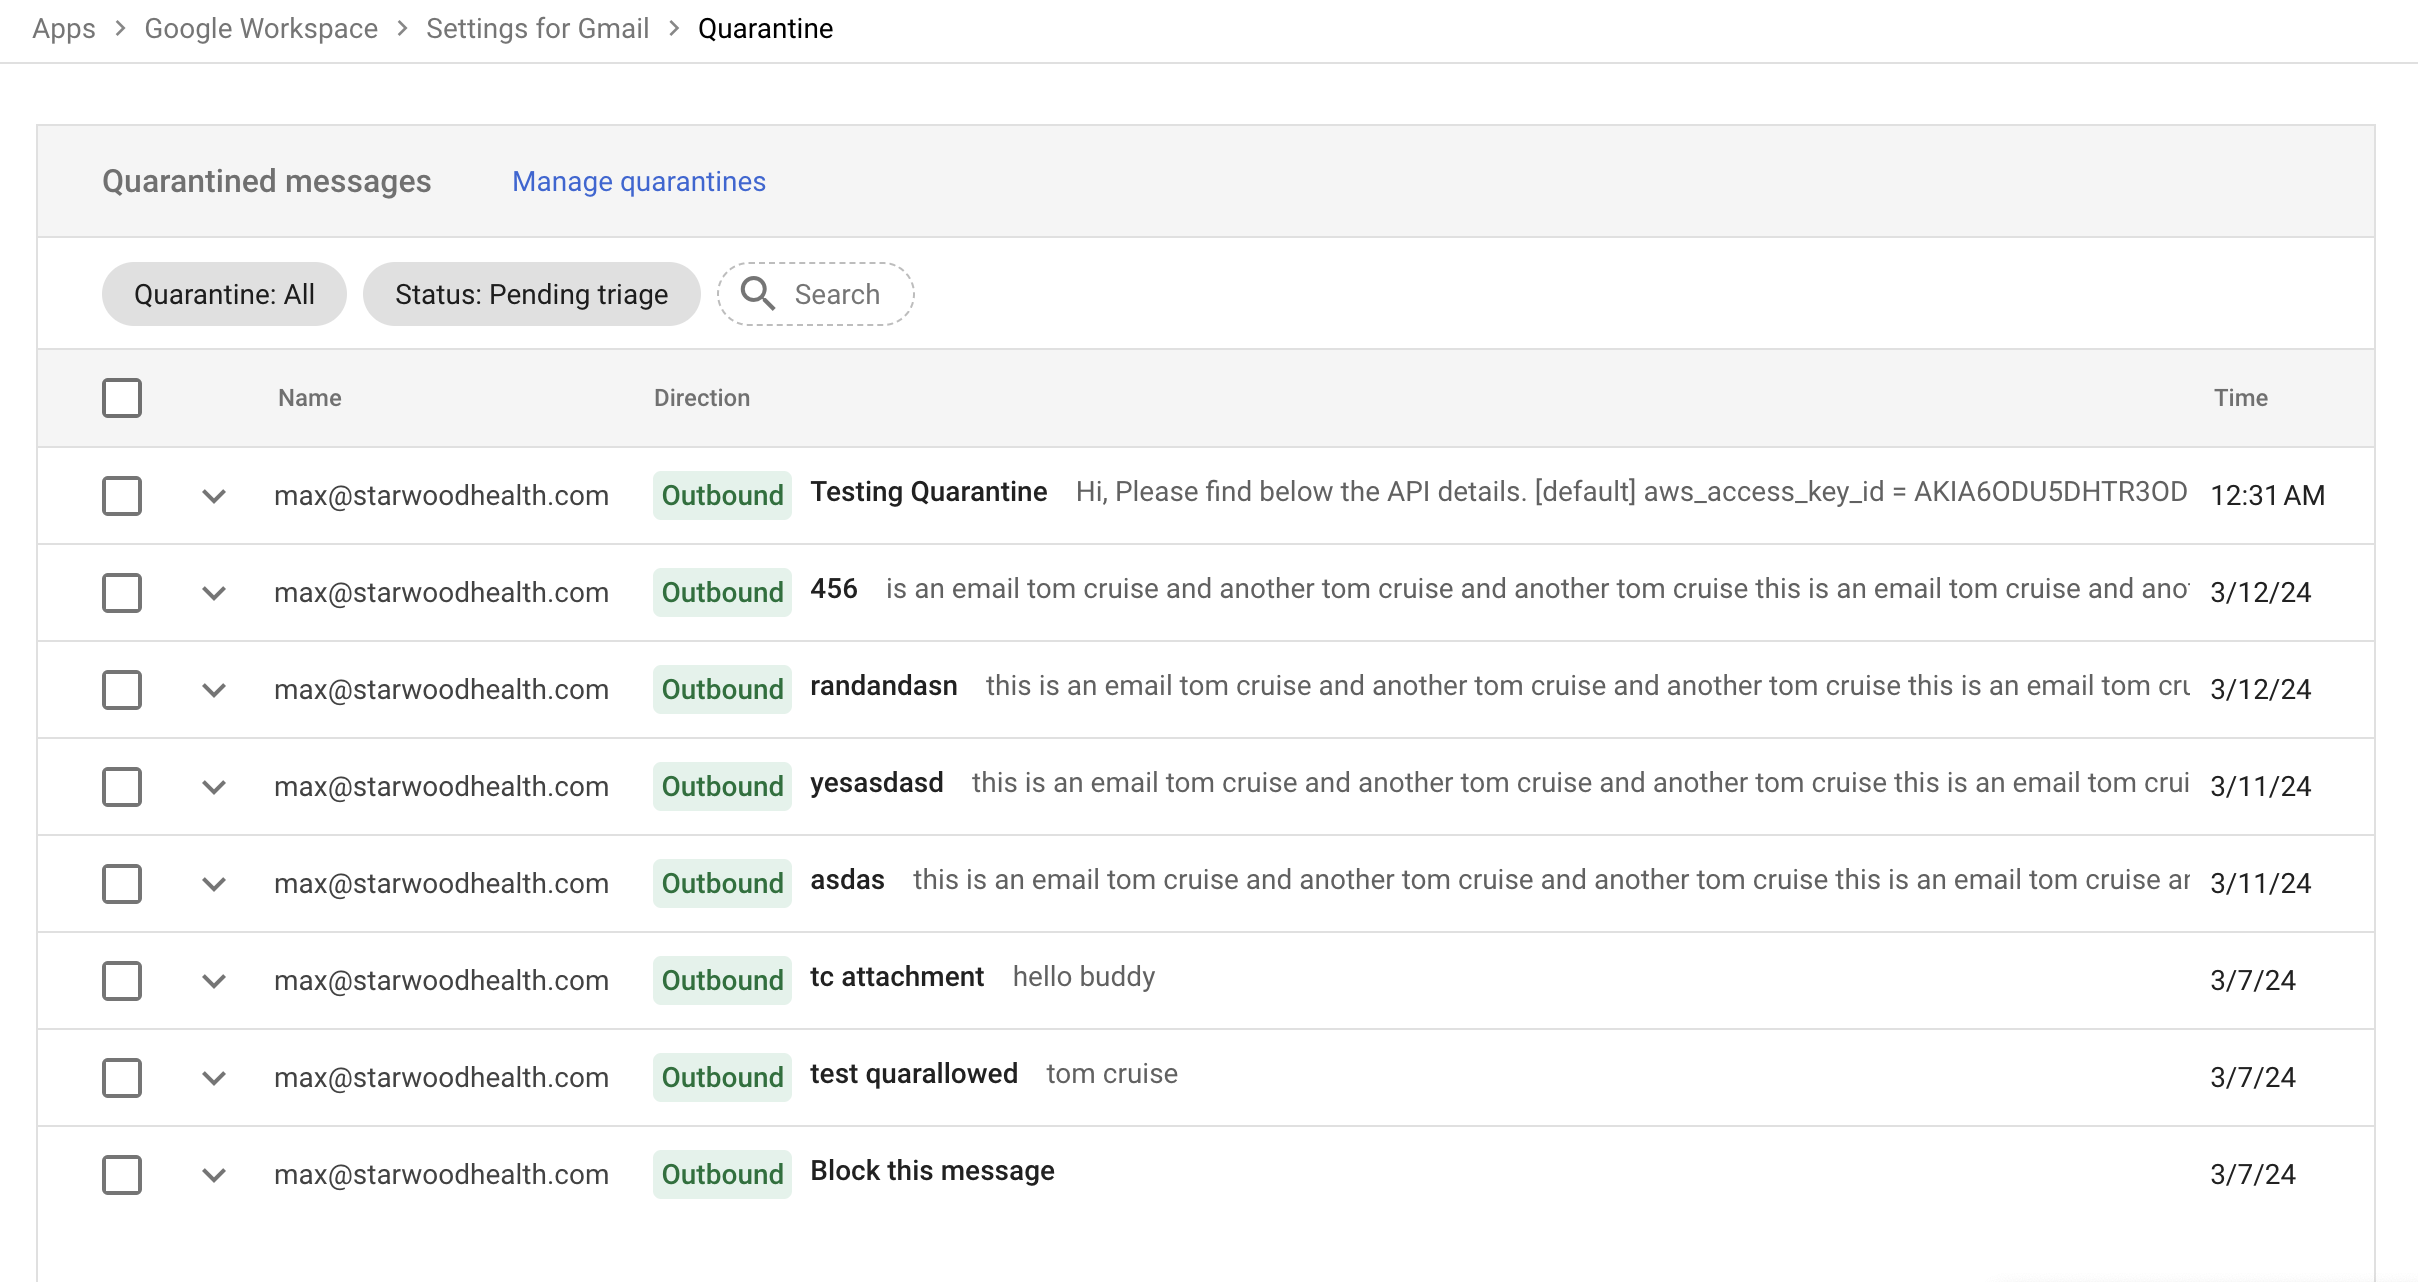 Apps > Google Workspace > Settings for Gmail > Quarantine
Quarantined messages Manage quarantines
Quarantine: All Status: Pending triage Search
Name Direction Time
max@starwoodhealth.com Outbound Testing Quarantine Hi, Please find below the API details. [default] aws_access_key_id = AKIA6ODU5DHTR3OD 12:31 AM
max@starwoodhealth.com Outbound 456 is an email tom cruise and another tom cruise and another tom cruise this is an email tom cruise and ano 3/12/24
max@starwoodhealth.com Outbound randandasn this is an email tom cruise and another tom cruise and another tom cruise this is an email tom cru 3/12/24
max@starwoodhealth.com Outbound yesasdasd this is an email tom cruise and another tom cruise and another tom cruise this is an email tom crui 3/11/24
max@starwoodhealth.com Outbound asdas this is an email tom cruise and another tom cruise and another tom cruise this is an email tom cruise ar 3/11/24
max@starwoodhealth.com Outbound tc attachment hello buddy 3/7/24
max@starwoodhealth.com Outbound test quarallowed tom cruise 3/7/24
max@starwoodhealth.com Outbound Block this message 3/7/24